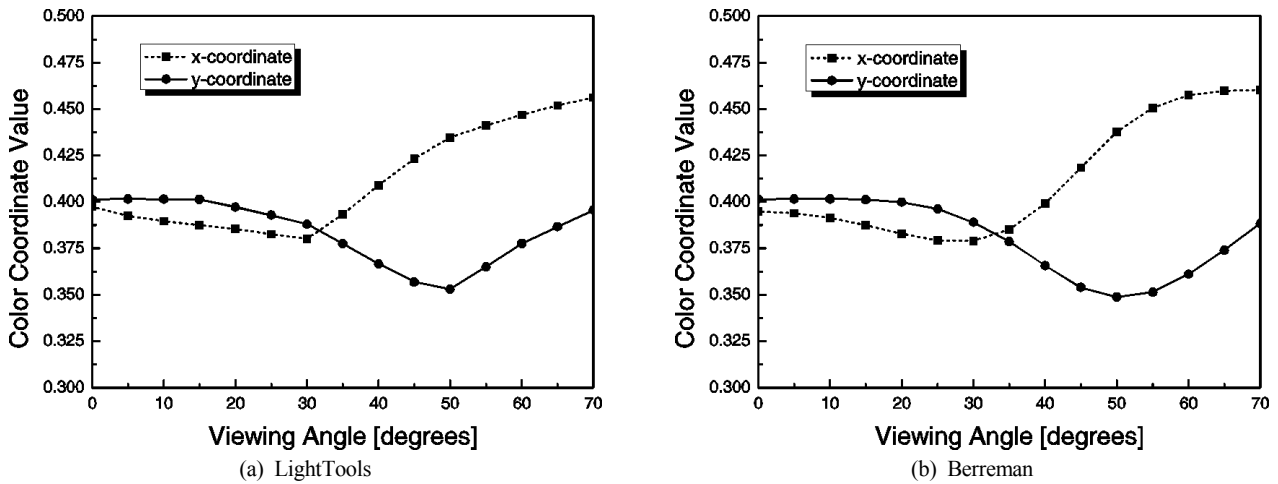 0.500
0.475
0.450
0.425
0.400
0.375
0.350
0.325
0.300
Color Coordinate Value
x-coordinate
y-coordinate
0 10 20 30 40 50 60 70
Viewing Angle [degrees]
(a) LightTools
0.500
0.475
0.450
0.425
0.400
0.375
0.350
0.325
0.300
Color Coordinate Value
x-coordinate
y-coordinate
0 10 20 30 40 50 60 70
Viewing Angle [degrees]
(b) Berreman